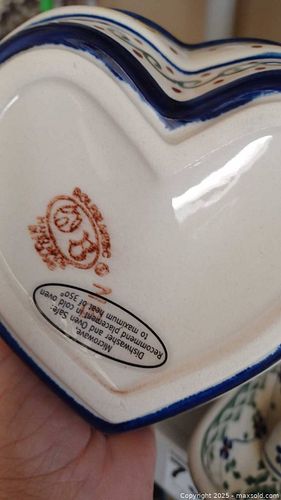 Microwave,
Dishwasher and Oven Safe:
Recommend placement in cold oven
to maximum heat of 350°
Copyright 2025 - maxsold.com